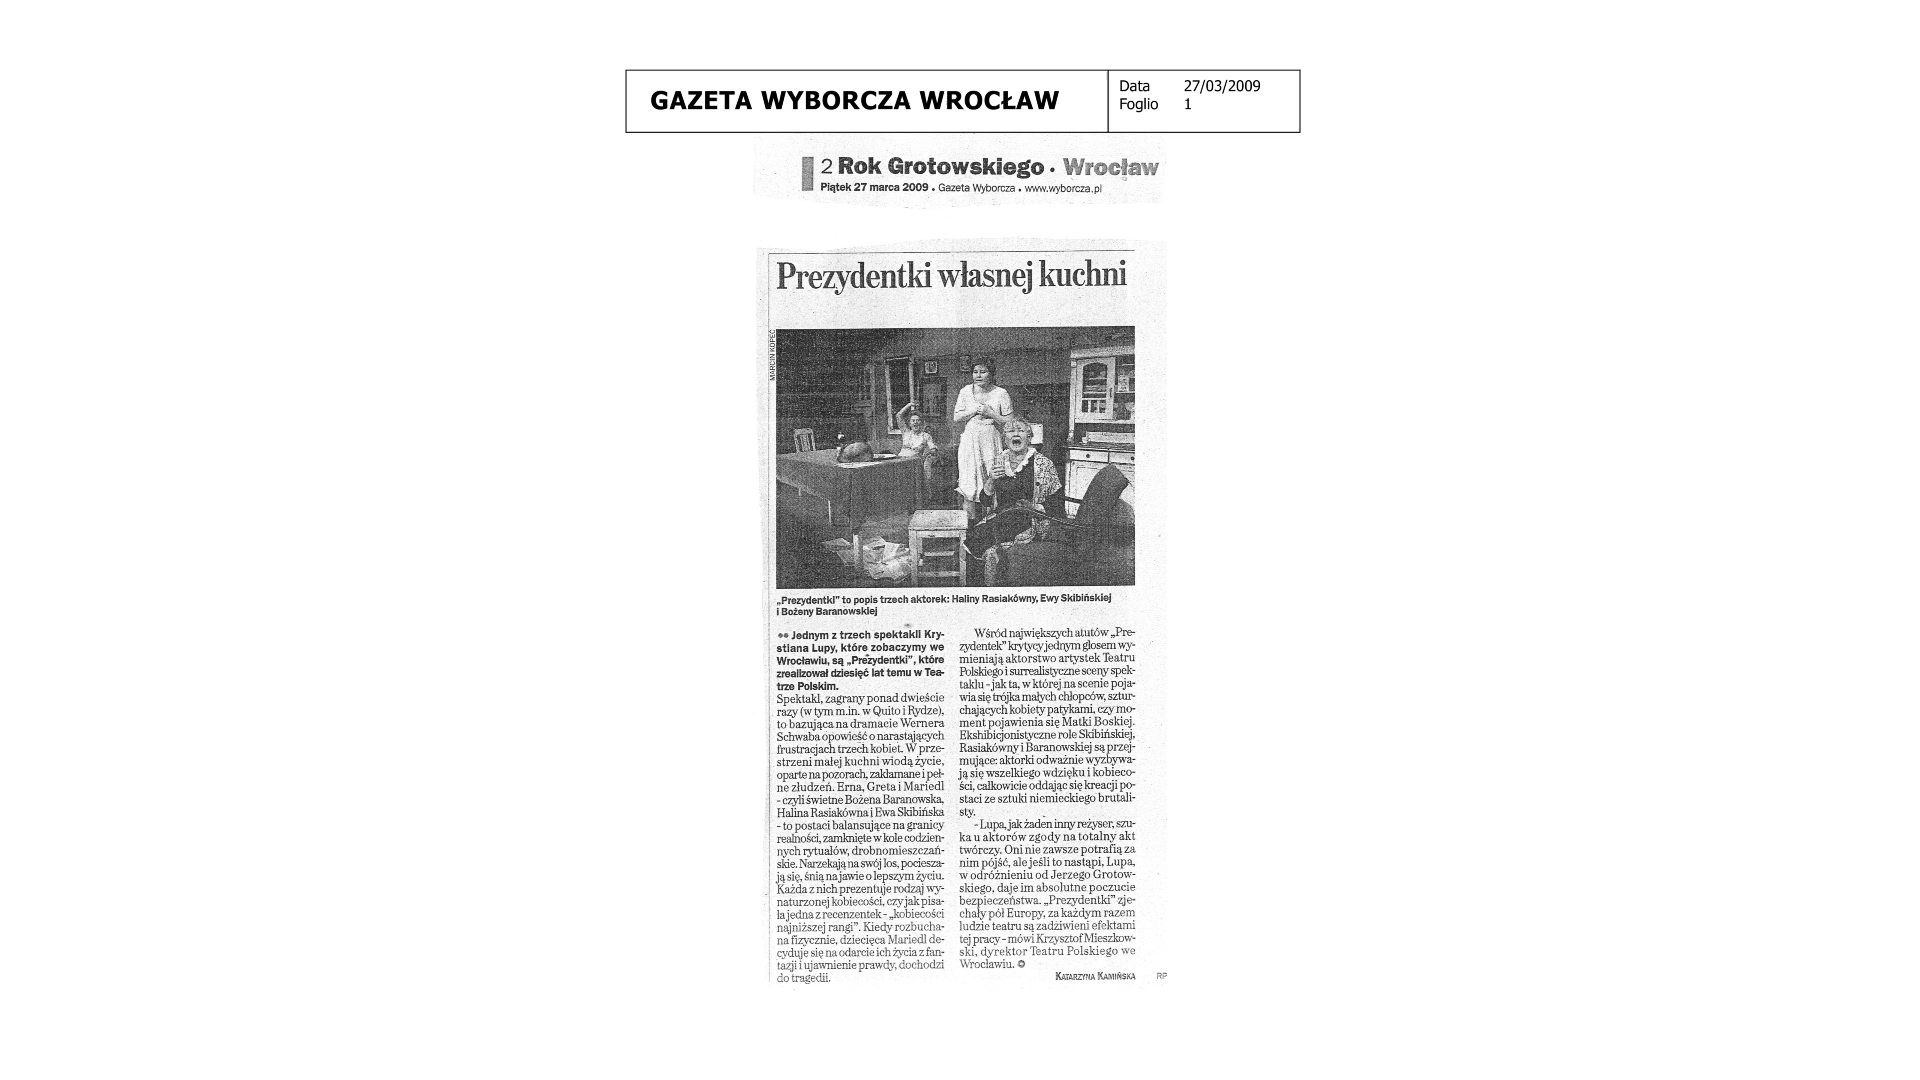 GAZETA WYBORCZA WROCŁAW
Data 27/03/2009
Foglio 1
2 Rok Grotowskiego • Wrocław
Piątek 27 marca 2009 • Gazeta Wyborcza • www.wyborcza.pl
Prezydentki własnej kuchni
MARCIN KOPEĆ
„Prezydentki” to popis trzech aktorek: Haliny Rasiakówny, Ewy Skibińskiej
i Bożeny Baranowskiej
Jednym z trzech spektakli Kry-
stiana Lupy, które zobaczymy we
Wrocławiu, są „Prezydentki”, które
zrealizował dziesięć lat temu w Tea-
trze Polskim.
Spektakl, zagrany ponad dwieście
razy (w tym m.in. w Quito i Rydze),
to bazująca na dramacie Wernera
Schwaba opowieść o narastających
frustracjach trzech kobiet. W prze-
strzeni małej kuchni wiodą życie,
oparte na pozorach, zakłamane i peł-
ne złudzeń. Erna, Greta i Mariedl
- czyli świetne Bożena Baranowska,
Halina Rasiakówna i Ewa Skibińska
- to postaci balansujące na granicy
realności, zamknięte w kole codzien-
nych rytuałów, drobnomieszczań-
skie. Narzekają na swój los, pociesza-
ją się, śnią na jawie o lepszym życiu.
Każda z nich prezentuje rodzaj wy-
naturzonej kobiecości, czy jak pisa-
ła jedna z recenzentek - „kobiecości
najniższej rangi”. Kiedy rozbucha-
na fizycznie, dziecięca Mariedl de-
cyduje się na odarcie ich życia z fan-
tazji i ujawnienie prawdy, dochodzi
do tragedii.
Wśród największych atutów „Pre-
zydentek” krytycy jednym głosem wy-
mieniają aktorstwo artystek Teatru
Polskiego i surrealistyczne sceny spek-
taklu - jak ta, w której na scenie poja-
wia się trójka małych chłopców, sztur-
chających kobiety patykami, czy mo-
ment pojawienia się Matki Boskiej.
Ekshibicjonistyczne role Skibińskiej,
Rasiakówny i Baranowskiej są przej-
mujące: aktorki odważnie wyzbywa-
ją się wszelkiego wdzięku i kobieco-
ści, całkowicie oddając się kreacji po-
staci ze sztuki niemieckiego brutali-
sty.
- Lupa, jak żaden inny reżyser, szu-
ka u aktorów zgody na totalny akt
twórczy. Oni nie zawsze potrafią za
nim pójść, ale jeśli to nastąpi, Lupa,
w odróżnieniu od Jerzego Grotow-
skiego, daje im absolutne poczucie
bezpieczeństwa. „Prezydentki” zje-
chały pół Europy, za każdym razem
ludzie teatru są zadziwieni efektami
tej pracy - mówi Krzysztof Mieszkow-
ski, dyrektor Teatru Polskiego we
Wrocławiu.
KATARZYNA KAMIŃSKA
RP